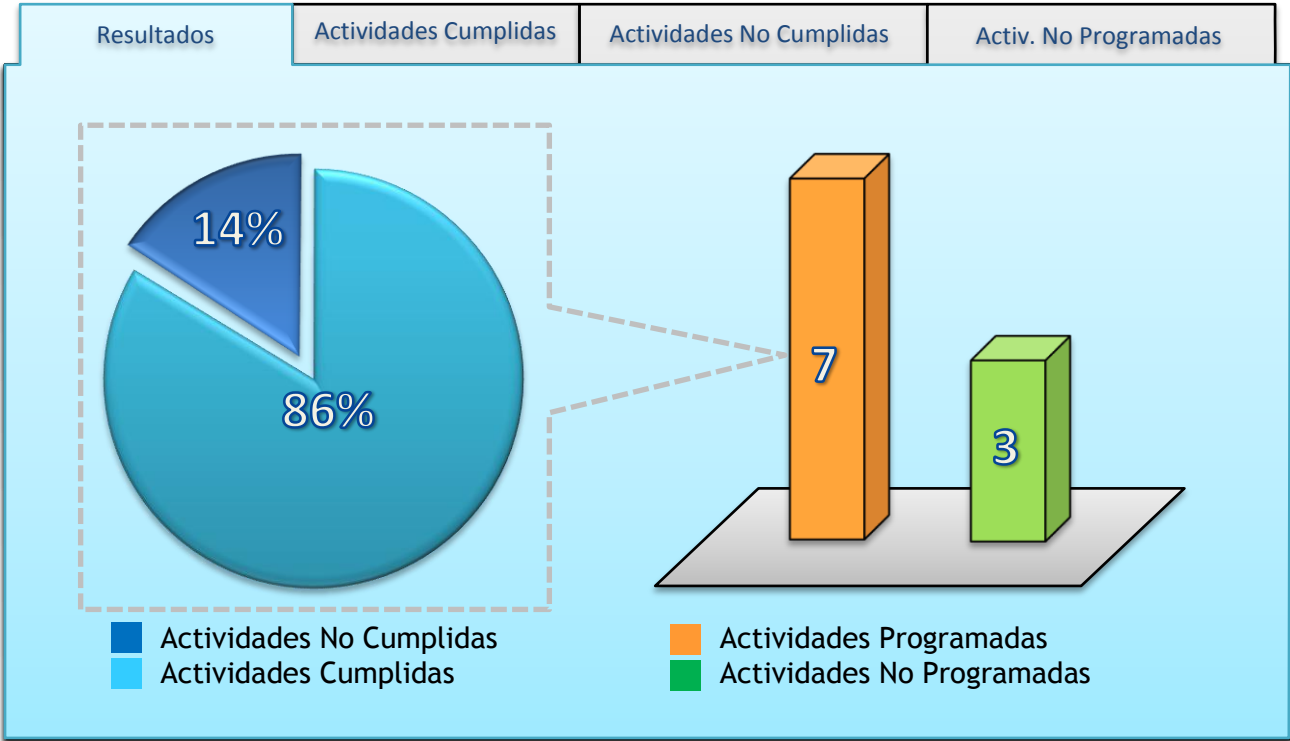 Resultados
Actividades Cumplidas
Actividades No Cumplidas
Activ. No Programadas
14%
86%
7
3
Actividades No Cumplidas
Actividades Cumplidas
Actividades Programadas
Actividades No Programadas